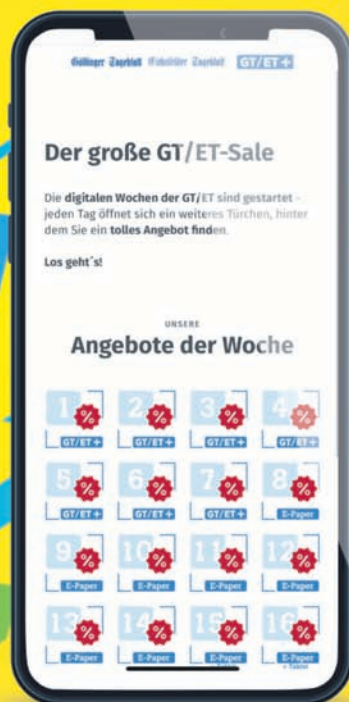 Göttinger Tageblatt Eichsfelder Tageblatt GT/ET+
Der große GT/ET-Sale
Die digitalen Wochen der GT/ET sind gestartet -
jeden Tag öffnet sich ein weiteres Türchen, hinter
dem Sie ein tolles Angebot finden.
Los geht´s!
UNSERE
Angebote der Woche
1 % 2 % 3 % 4 %
GT/ET+ GT/ET+ GT/ET+ GT/ET+
5 % 6 % 7 % 8 %
GT/ET+ GT/ET+ GT/ET+ E-Paper
9 % 10 % 11 % 12 %
E-Paper E-Paper E-Paper E-Paper
13 % 14 % 15 % 16 %
E-Paper E-Paper E-Paper E-Paper
+ Tablet